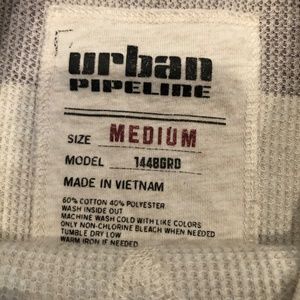 urban
PIPELINE
SIZE MEDIUM
MODEL 1448GRD
MADE IN VIETNAM
60% COTTON 40% POLYESTER
WASH INSIDE OUT
MACHINE WASH COLD WITH LIKE COLORS
ONLY NON-CHLORINE BLEACH WHEN NEEDED
TUMBLE DRY LOW
WARM IRON IF NEEDED